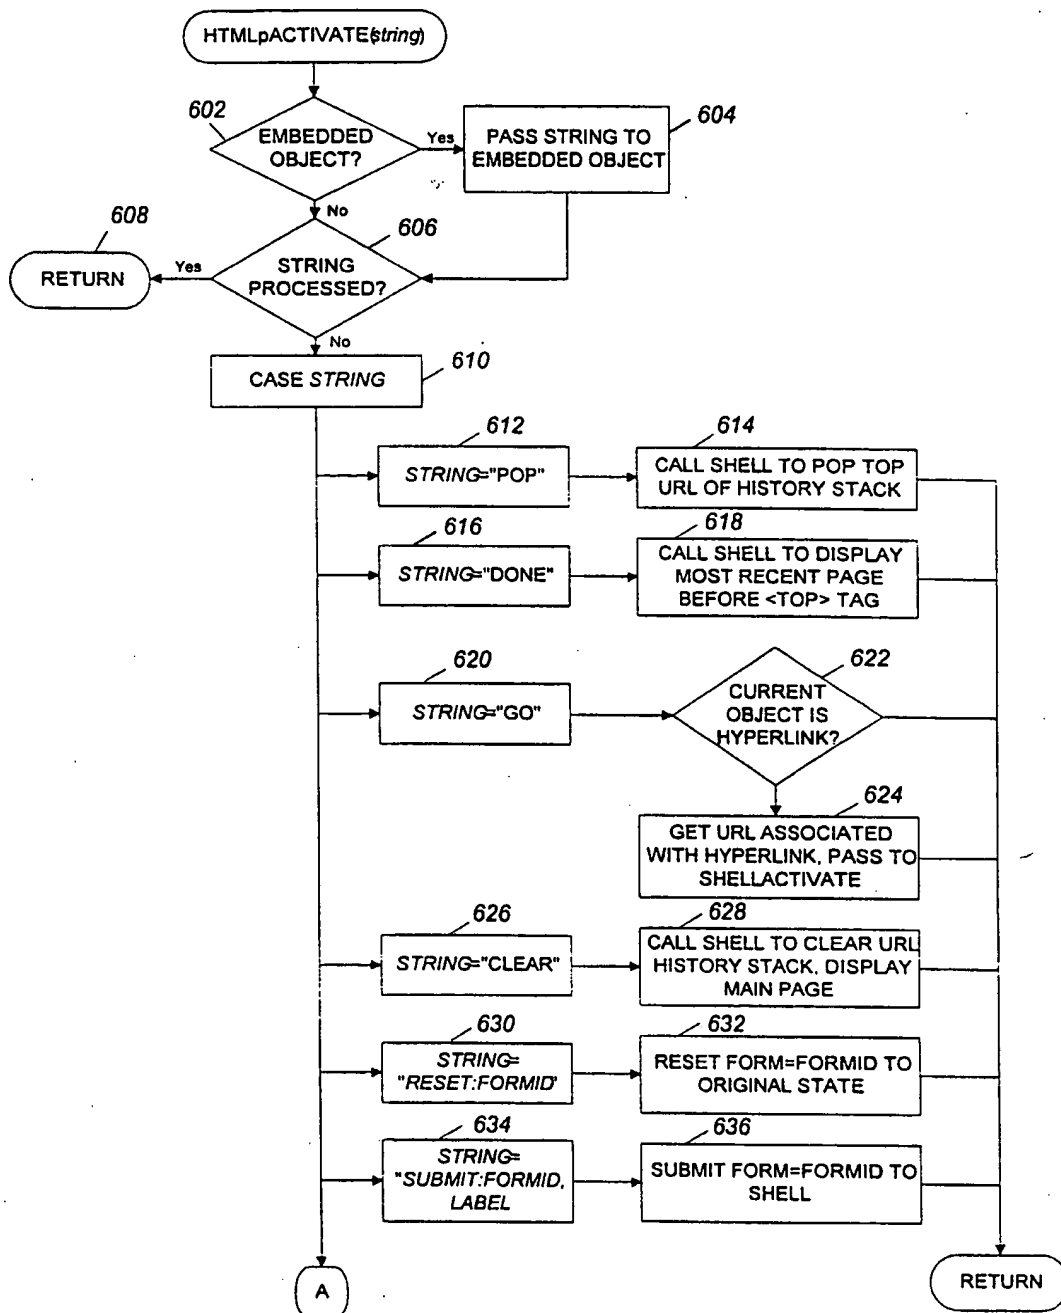 HTMLpACTIVATE(string)
602
EMBEDDED
OBJECT?
Yes
604
PASS STRING TO
EMBEDDED OBJECT
No
608
RETURN
Yes
606
STRING
PROCESSED?
No
610
CASE STRING
612
STRING="POP"
614
CALL SHELL TO POP TOP
URL OF HISTORY STACK
616
STRING="DONE"
618
CALL SHELL TO DISPLAY
MOST RECENT PAGE
BEFORE <TOP> TAG
620
STRING="GO"
622
CURRENT
OBJECT IS
HYPERLINK?
624
GET URL ASSOCIATED
WITH HYPERLINK, PASS TO
SHELLACTIVATE
626
STRING="CLEAR"
628
CALL SHELL TO CLEAR URL
HISTORY STACK, DISPLAY
MAIN PAGE
630
STRING=
"RESET:FORMID'
632
RESET FORM=FORMID TO
ORIGINAL STATE
634
STRING=
"SUBMIT:FORMID,
LABEL
636
SUBMIT FORM=FORMID TO
SHELL
A
RETURN